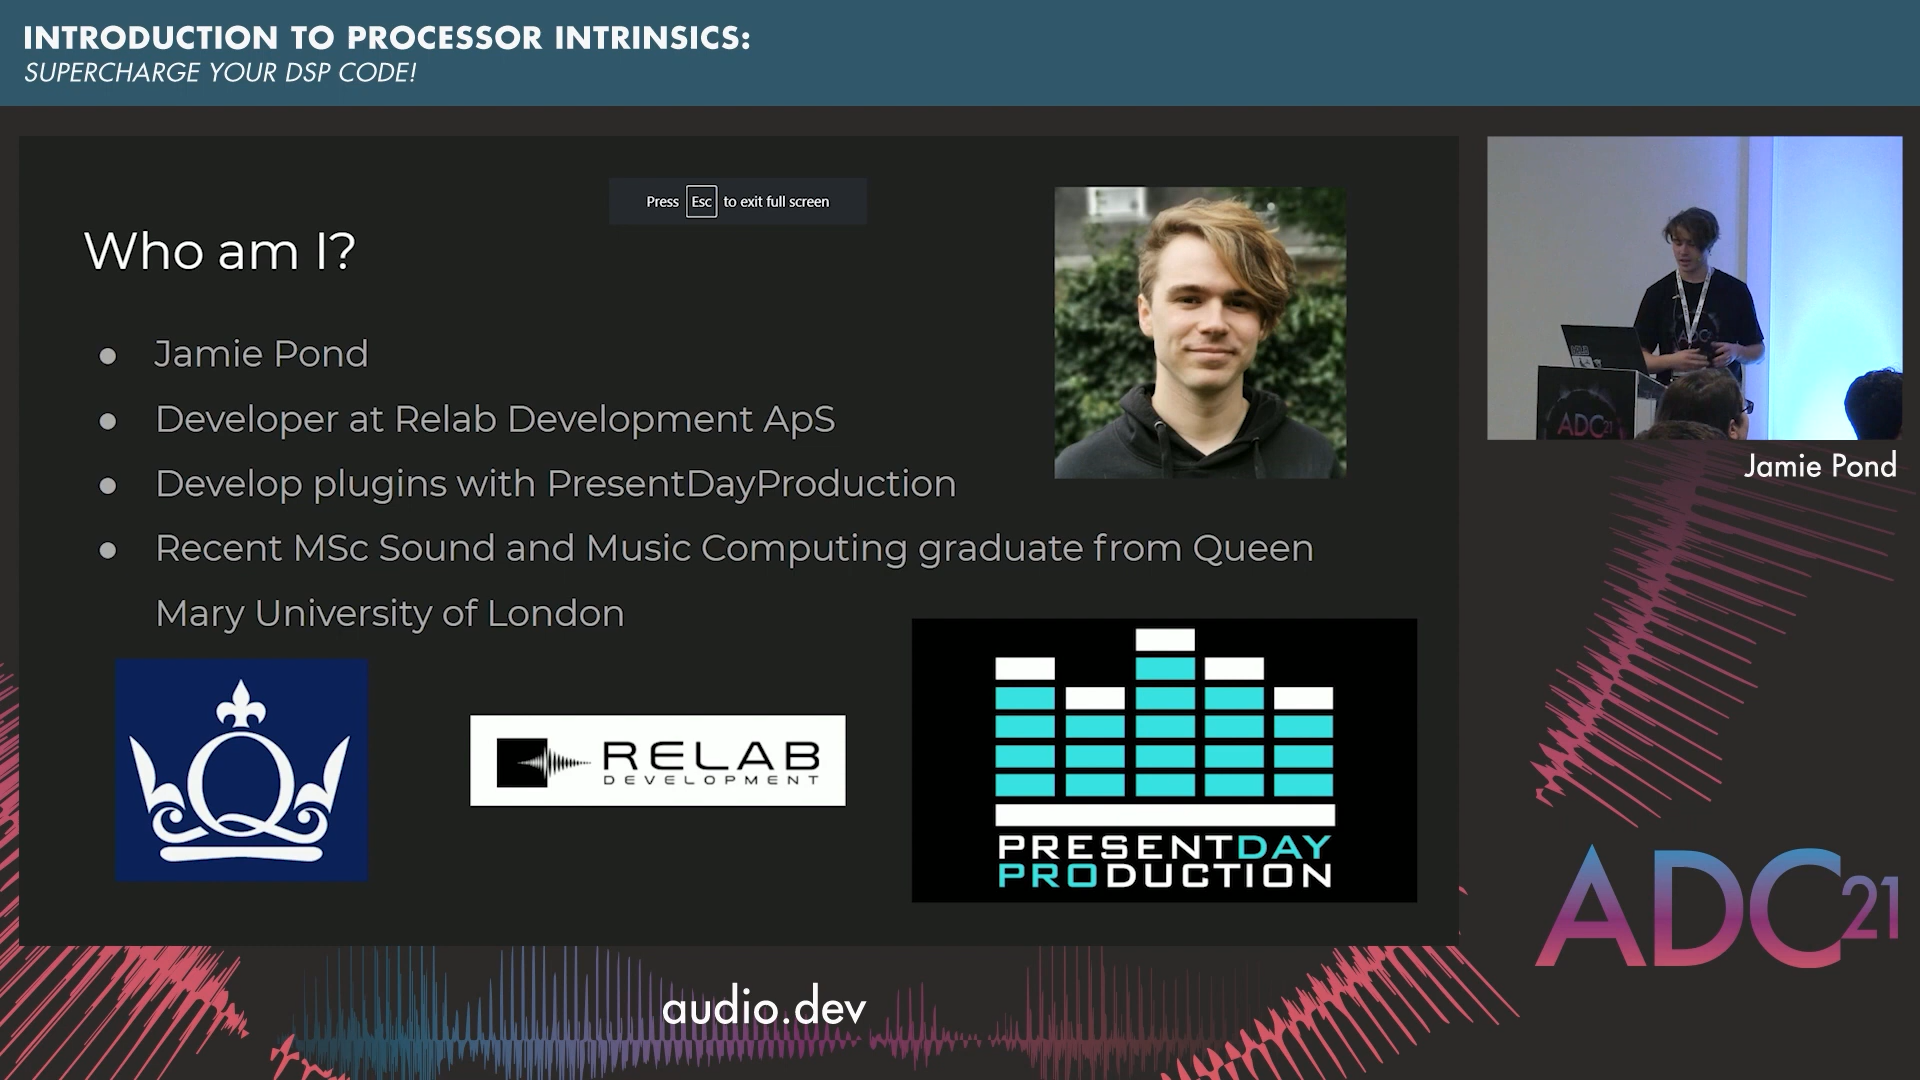 INTRODUCTION TO PROCESSOR INTRINSICS:
SUPERCHARGE YOUR DSP CODE!
Press Esc to exit full screen
Who am I?
● Jamie Pond
● Developer at Relab Development ApS
● Develop plugins with PresentDayProduction
● Recent MSc Sound and Music Computing graduate from Queen
Mary University of London
RELAB
DEVELOPMENT
PRESENTDAY
PRODUCTION
ADC21
Jamie Pond
ADC21
audio.dev